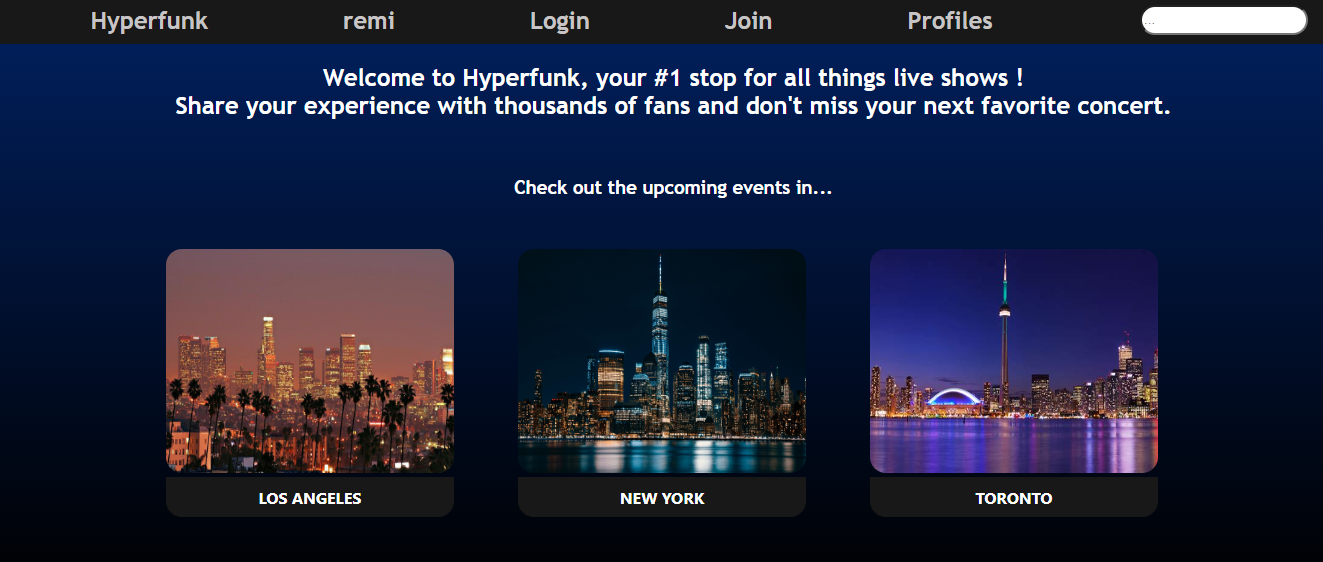 Hyperfunk remi Login Join Profiles ...
Welcome to Hyperfunk, your #1 stop for all things live shows !
Share your experience with thousands of fans and don't miss your next favorite concert.
Check out the upcoming events in...
LOS ANGELES NEW YORK TORONTO